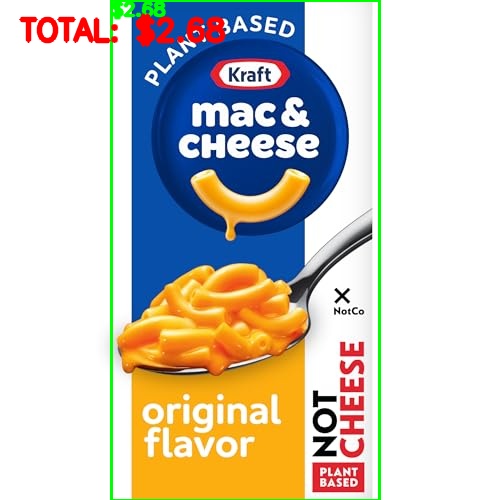 $2.68
TOTAL: $2.68
PLANT BASED
Kraft
mac &
cheese
NotCo
original
flavor
NOT
CHEESE
PLANT
BASED